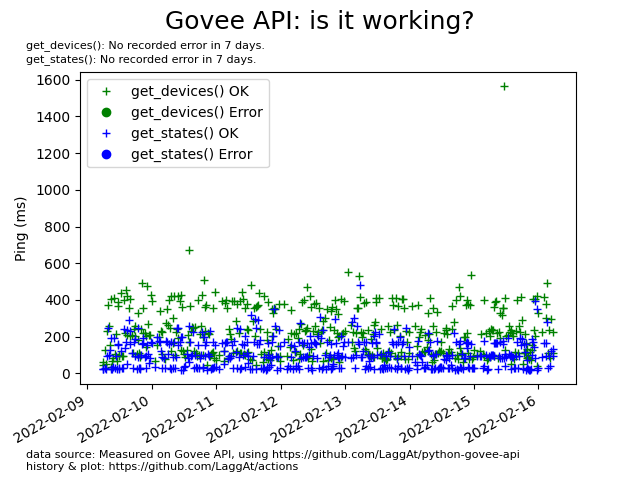 Govee API: is it working?
get_devices(): No recorded error in 7 days.
get_states(): No recorded error in 7 days.
1600
1400
1200
1000
800
600
400
200
0
Ping (ms)
get_devices() OK
get_devices() Error
get_states() OK
get_states() Error
2022-02-09
2022-02-10
2022-02-11
2022-02-12
2022-02-13
2022-02-14
2022-02-15
2022-02-16
data source: Measured on Govee API, using https://github.com/LaggAt/python-govee-api
history & plot: https://github.com/LaggAt/actions